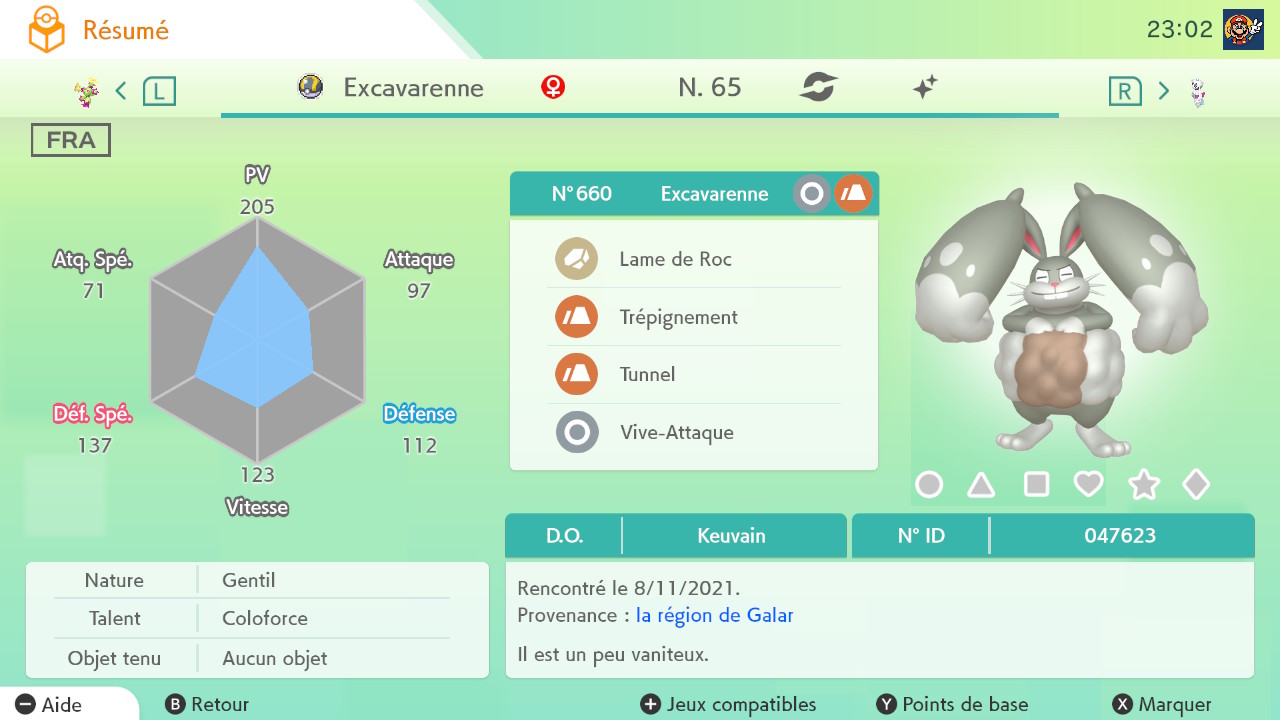 Résumé
23:02
L
Excavarenne
N. 65
R
FRA
PV
205
Atq. Spé.
71
Attaque
97
Déf. Spé.
137
Défense
112
123
Vitesse
N° 660 Excavarenne
Lame de Roc
Trépignement
Tunnel
Vive-Attaque
D.O. Keuvain
N° ID 047623
Rencontré le 8/11/2021.
Provenance : la région de Galar
Il est un peu vaniteux.
Nature Gentil
Talent Coloforce
Objet tenu Aucun objet
Aide
B Retour
Jeux compatibles
Y Points de base
X Marquer